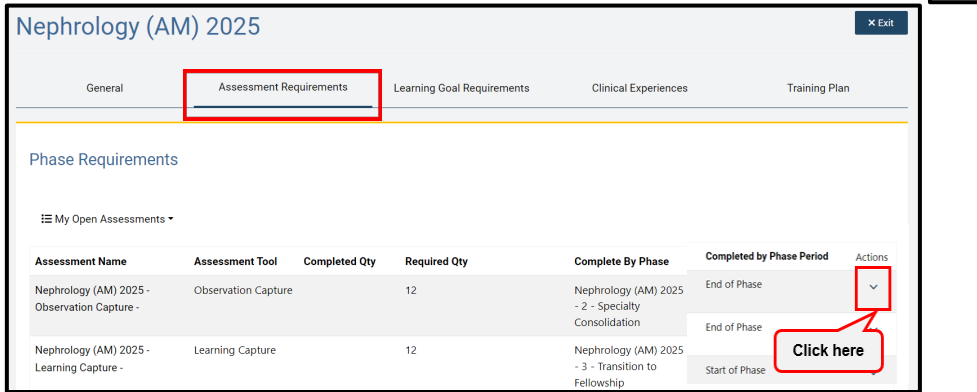 Nephrology (AM) 2025
× Exit
General
Assessment Requirements
Learning Goal Requirements
Clinical Experiences
Training Plan
Phase Requirements
My Open Assessments
Assessment Name
Assessment Tool
Completed Qty
Required Qty
Complete By Phase
Completed by Phase Period
Actions
Nephrology (AM) 2025 -
Observation Capture -
Observation Capture
12
Nephrology (AM) 2025
- 2 - Specialty
Consolidation
End of Phase
End of Phase
Click here
Nephrology (AM) 2025 -
Learning Capture -
Learning Capture
12
Nephrology (AM) 2025
- 3 - Transition to
Fellowship
Start of Phase